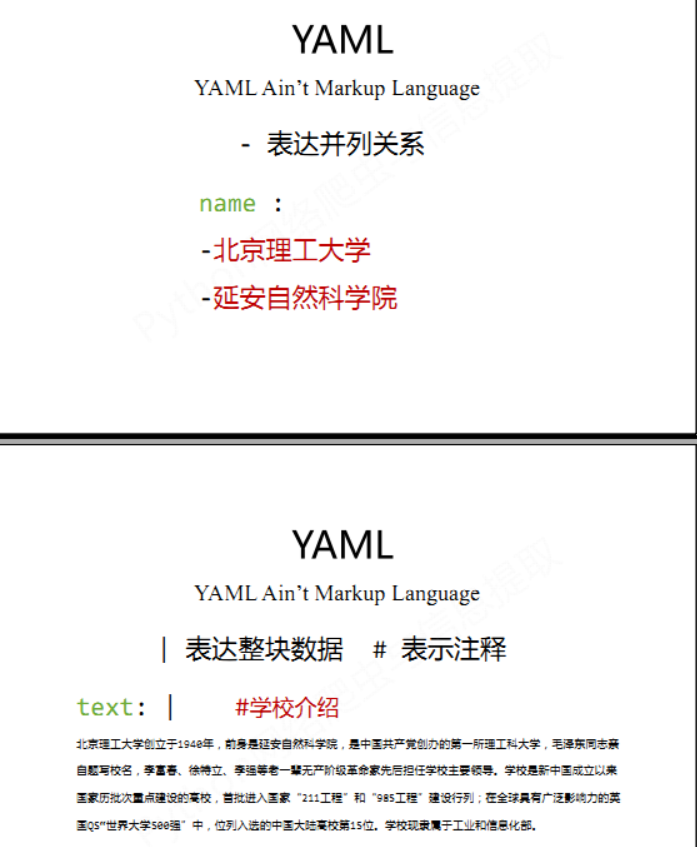 YAML
YAML Ain't Markup Language
- 表达并列关系
name :
-北京理工大学
-延安自然科学院
YAML
YAML Ain't Markup Language
| 表达整块数据 # 表示注释
text: | #学校介绍
北京理工大学创立于1940年，前身是延安自然科学院，是中国共产党创办的第一所理工科大学，毛泽东同志亲
自题写校名，李富春、徐特立、李强等老一辈无产阶级革命家先后担任学校主要领导。学校是新中国成立以来
国家历批次重点建设的高校，首批进入国家“211工程”和“985工程”建设行列；在全球具有广泛影响力的英
国QS“世界大学500强”中，位列入选的中国大陆高校第15位。学校现隶属于工业和信息化部。